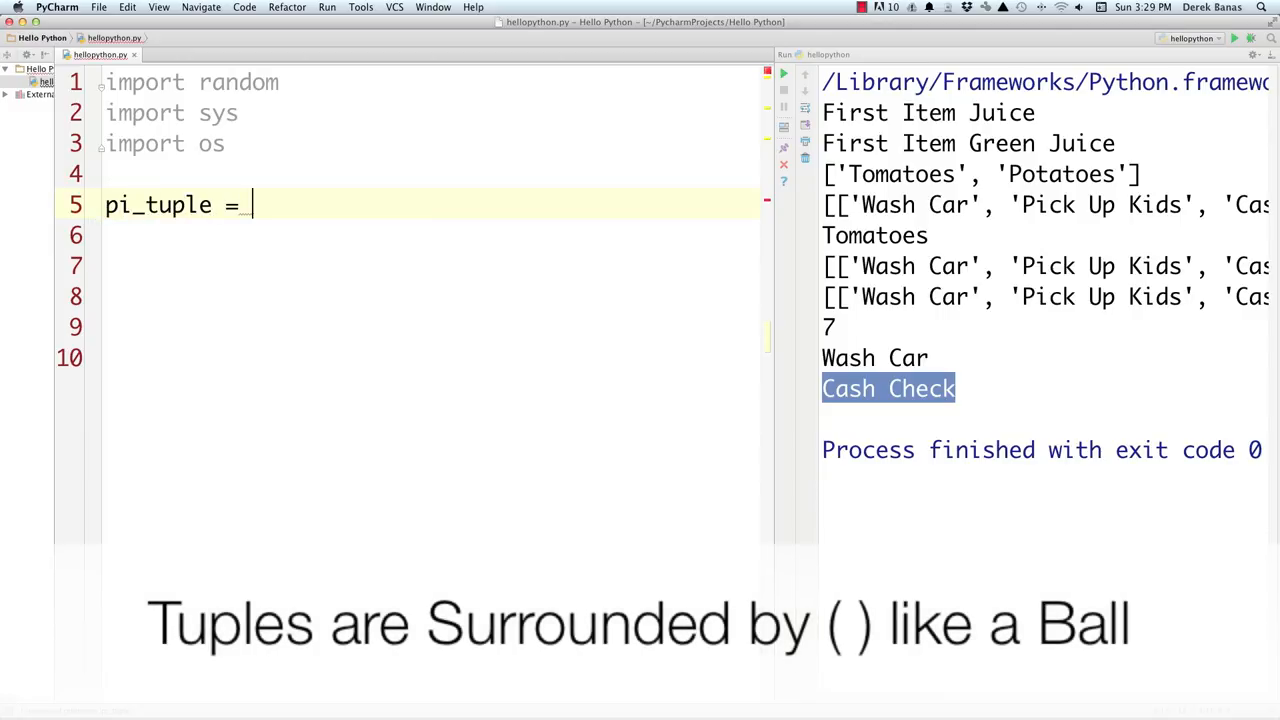 PyCharm File Edit View Navigate Code Refactor Run Tools VCS Window Help 10 Sun 3:29 PM Derek Banas
hellopython.py – Hello Python – [~/PycharmProjects/Hello Python]
Hello Python hellopython.py hellopython
hellopython.py × Run hellopython
Hello P
hell
Externa
1 import random
2 import sys
3 import os
4
5 pi_tuple =
6
7
8
9
10
/Library/Frameworks/Python.framewo
First Item Juice
First Item Green Juice
['Tomatoes', 'Potatoes']
[['Wash Car', 'Pick Up Kids', 'Cas
Tomatoes
[['Wash Car', 'Pick Up Kids', 'Cas
[['Wash Car', 'Pick Up Kids', 'Cas
7
Wash Car
Cash Check
Process finished with exit code 0
Tuples are Surrounded by ( ) like a Ball